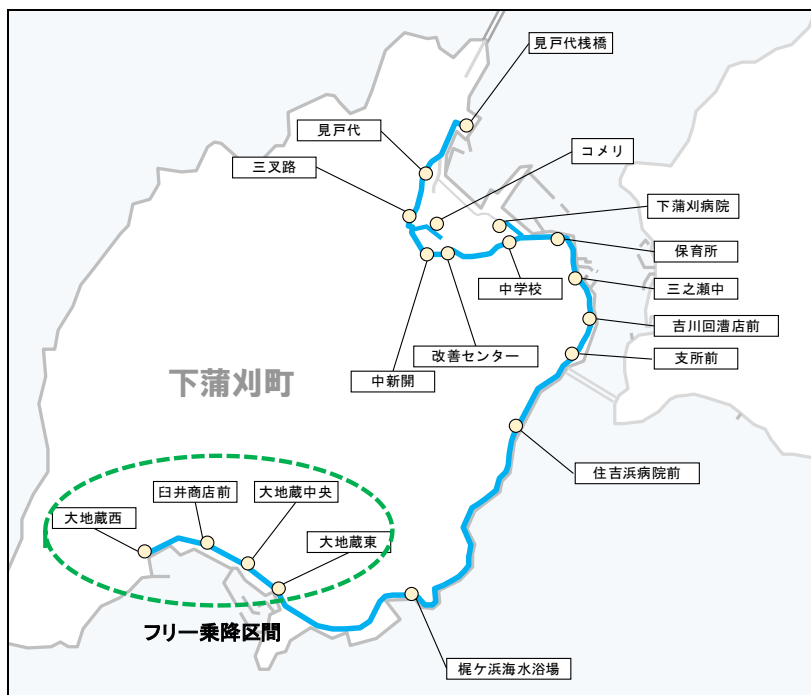 見戸代桟橋
見戸代
コメリ
三叉路
下蒲刈病院
保育所
中学校
三之瀬中
吉川回漕店前
改善センター
支所前
中新開
下蒲刈町
住吉浜病院前
臼井商店前
大地蔵中央
大地蔵西
大地蔵東
フリー乗降区間
梶ケ浜海水浴場